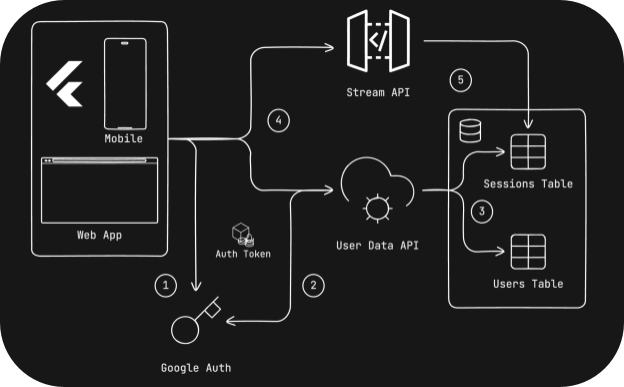 </>
Stream API
5
4
Mobile
Sessions Table
3
Web App
User Data API
Auth Token
1
2
Users Table
Google Auth